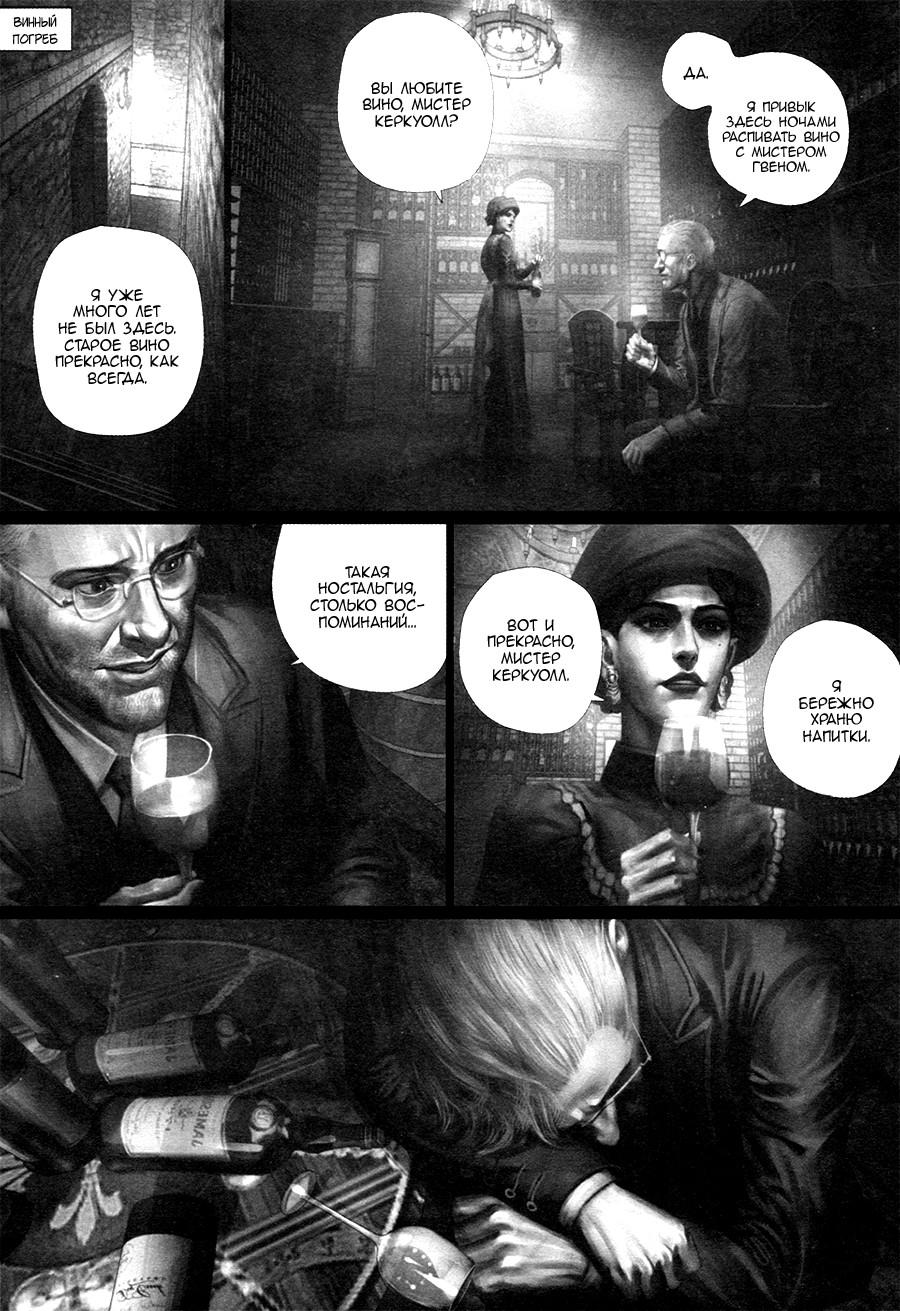 ВИННЫЙ
ПОГРЕБ
ВЫ ЛЮБИТЕ
ВИНО, МИСТЕР
КЕРКУОЛЛ?
ДА.
Я ПРИВЫК
ЗДЕСЬ НОЧАМИ
РАСПИВАТЬ ВИНО
С МИСТЕРОМ
ГВЕНОМ.
Я УЖЕ
МНОГО ЛЕТ
НЕ БЫЛ ЗДЕСЬ.
СТАРОЕ ВИНО
ПРЕКРАСНО, КАК
ВСЕГДА.
ТАКАЯ
НОСТАЛЬГИЯ,
СТОЛЬКО ВОС-
ПОМИНАНИЙ...
ВОТ И
ПРЕКРАСНО,
МИСТЕР
КЕРКУОЛЛ.
Я
БЕРЕЖНО
ХРАНЮ
НАПИТКИ.